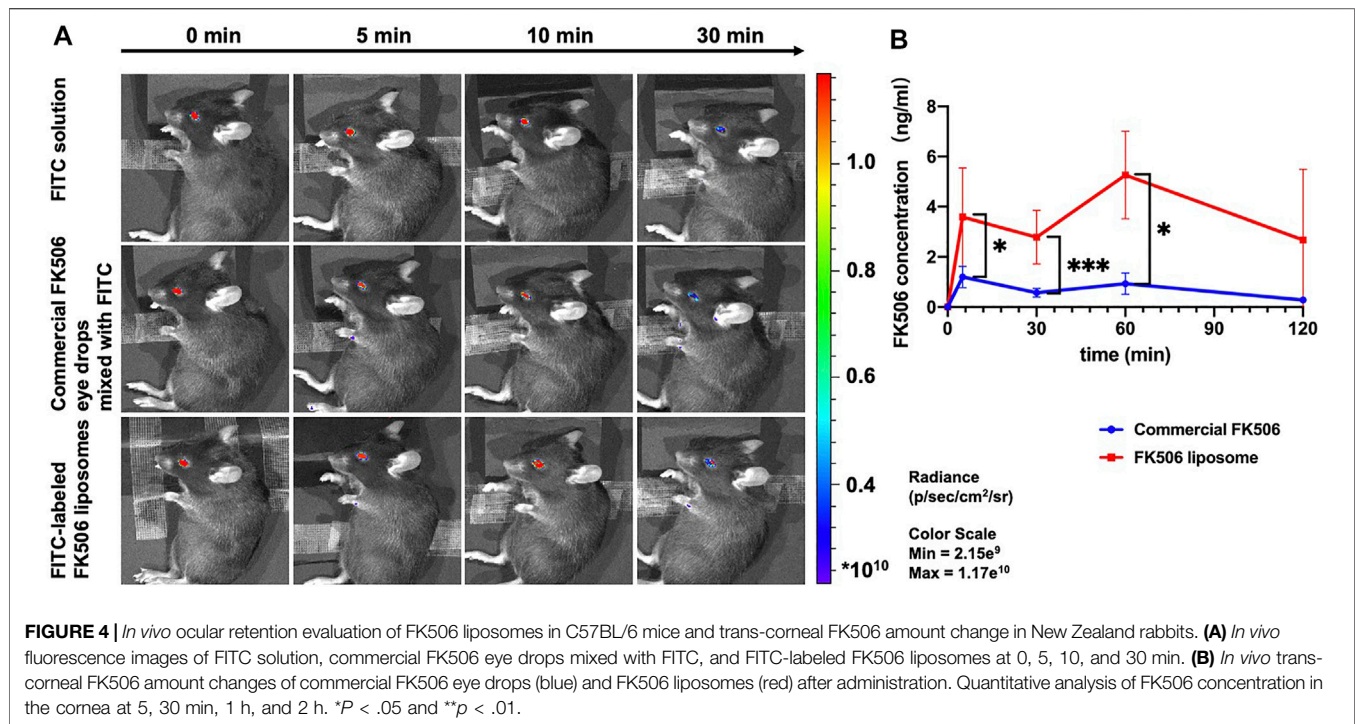 A
0 min 5 min 10 min 30 min
FITC solution
Commercial FK506
eye drops
mixed with FITC
FITC-labeled
FK506 liposomes
1.0
0.8
0.6
0.4
*10¹⁰
Radiance
(p/sec/cm²/sr)
Color Scale
Min = 2.15e⁹
Max = 1.17e¹⁰
B
FK506 concentration (ng/ml)
8
6
4
2
0
* *** *
0 30 60 90 120
time (min)
Commercial FK506
FK506 liposome
FIGURE 4 | In vivo ocular retention evaluation of FK506 liposomes in C57BL/6 mice and trans-corneal FK506 amount change in New Zealand rabbits. (A) In vivo
fluorescence images of FITC solution, commercial FK506 eye drops mixed with FITC, and FITC-labeled FK506 liposomes at 0, 5, 10, and 30 min. (B) In vivo trans-
corneal FK506 amount changes of commercial FK506 eye drops (blue) and FK506 liposomes (red) after administration. Quantitative analysis of FK506 concentration in
the cornea at 5, 30 min, 1 h, and 2 h. *P < .05 and **p < .01.